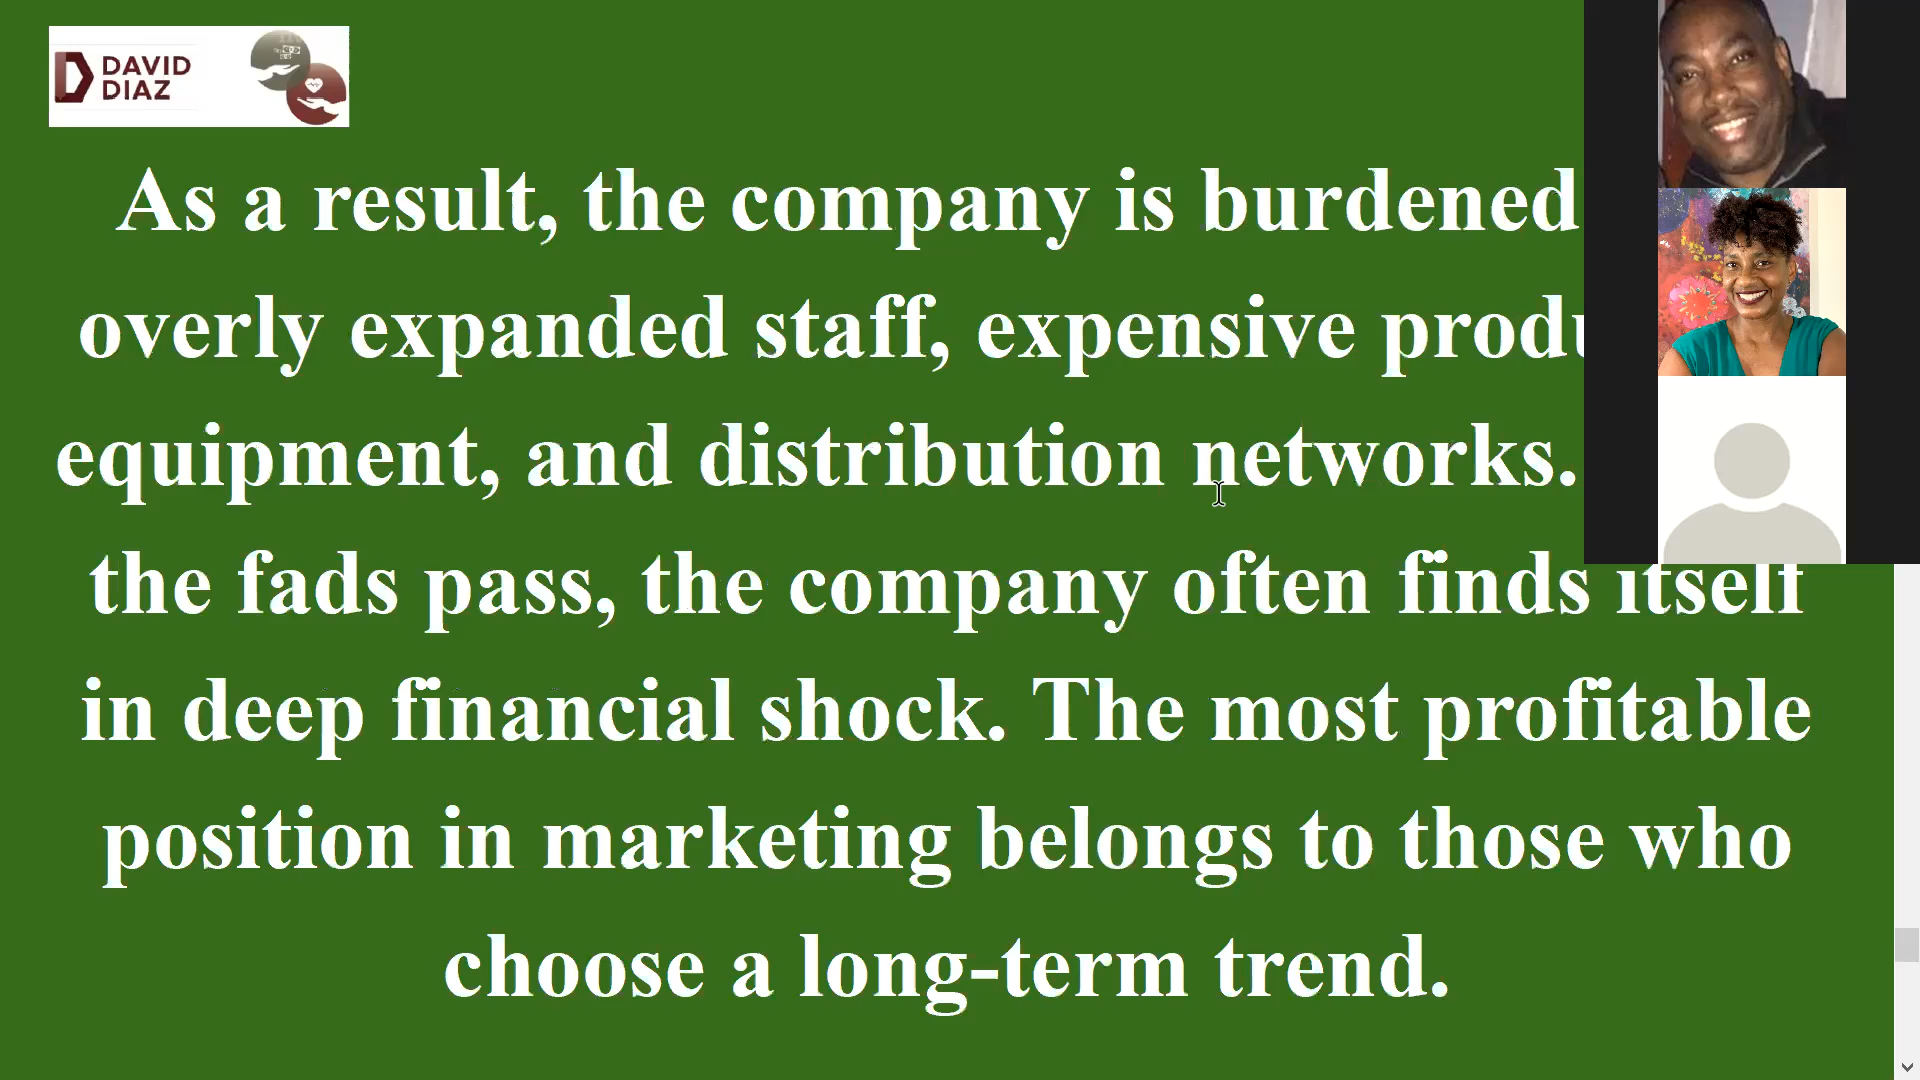 DAVID
DIAZ
As a result, the company is burdened
overly expanded staff, expensive
equipment, and distribution networks.
the fads pass, the company often finds itself
in deep financial shock. The most profitable
position in marketing belongs to those who
choose a long-term trend.